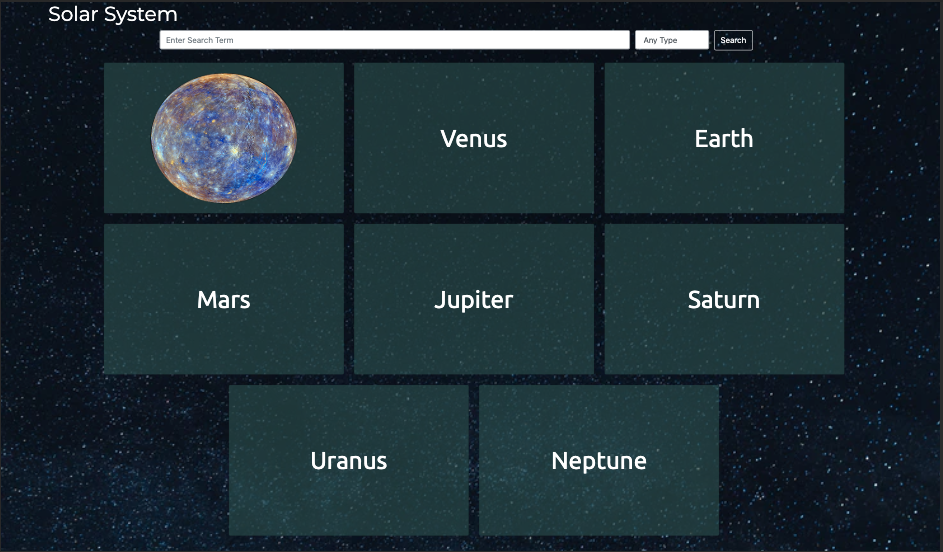 Solar System
Enter Search Term Any Type Search
Venus Earth
Mars Jupiter Saturn
Uranus Neptune